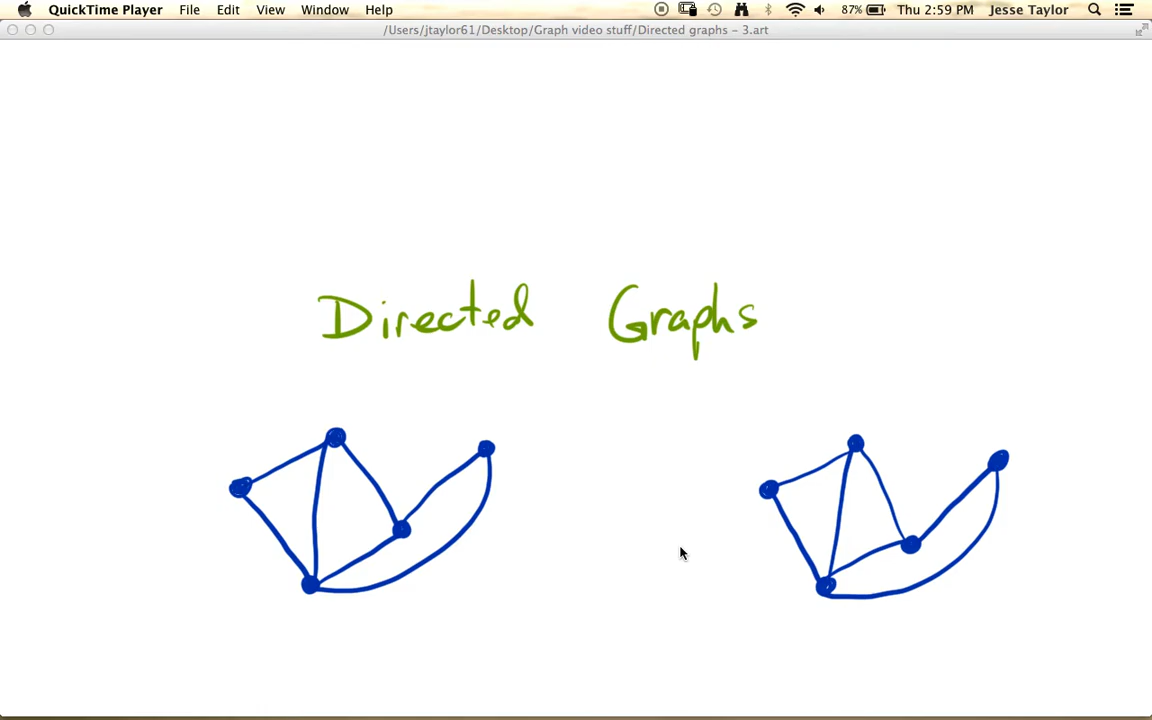 QuickTime Player File Edit View Window Help 87% Thu 2:59 PM Jesse Taylor
/Users/jtaylor61/Desktop/Graph video stuff/Directed graphs - 3.art
Directed Graphs